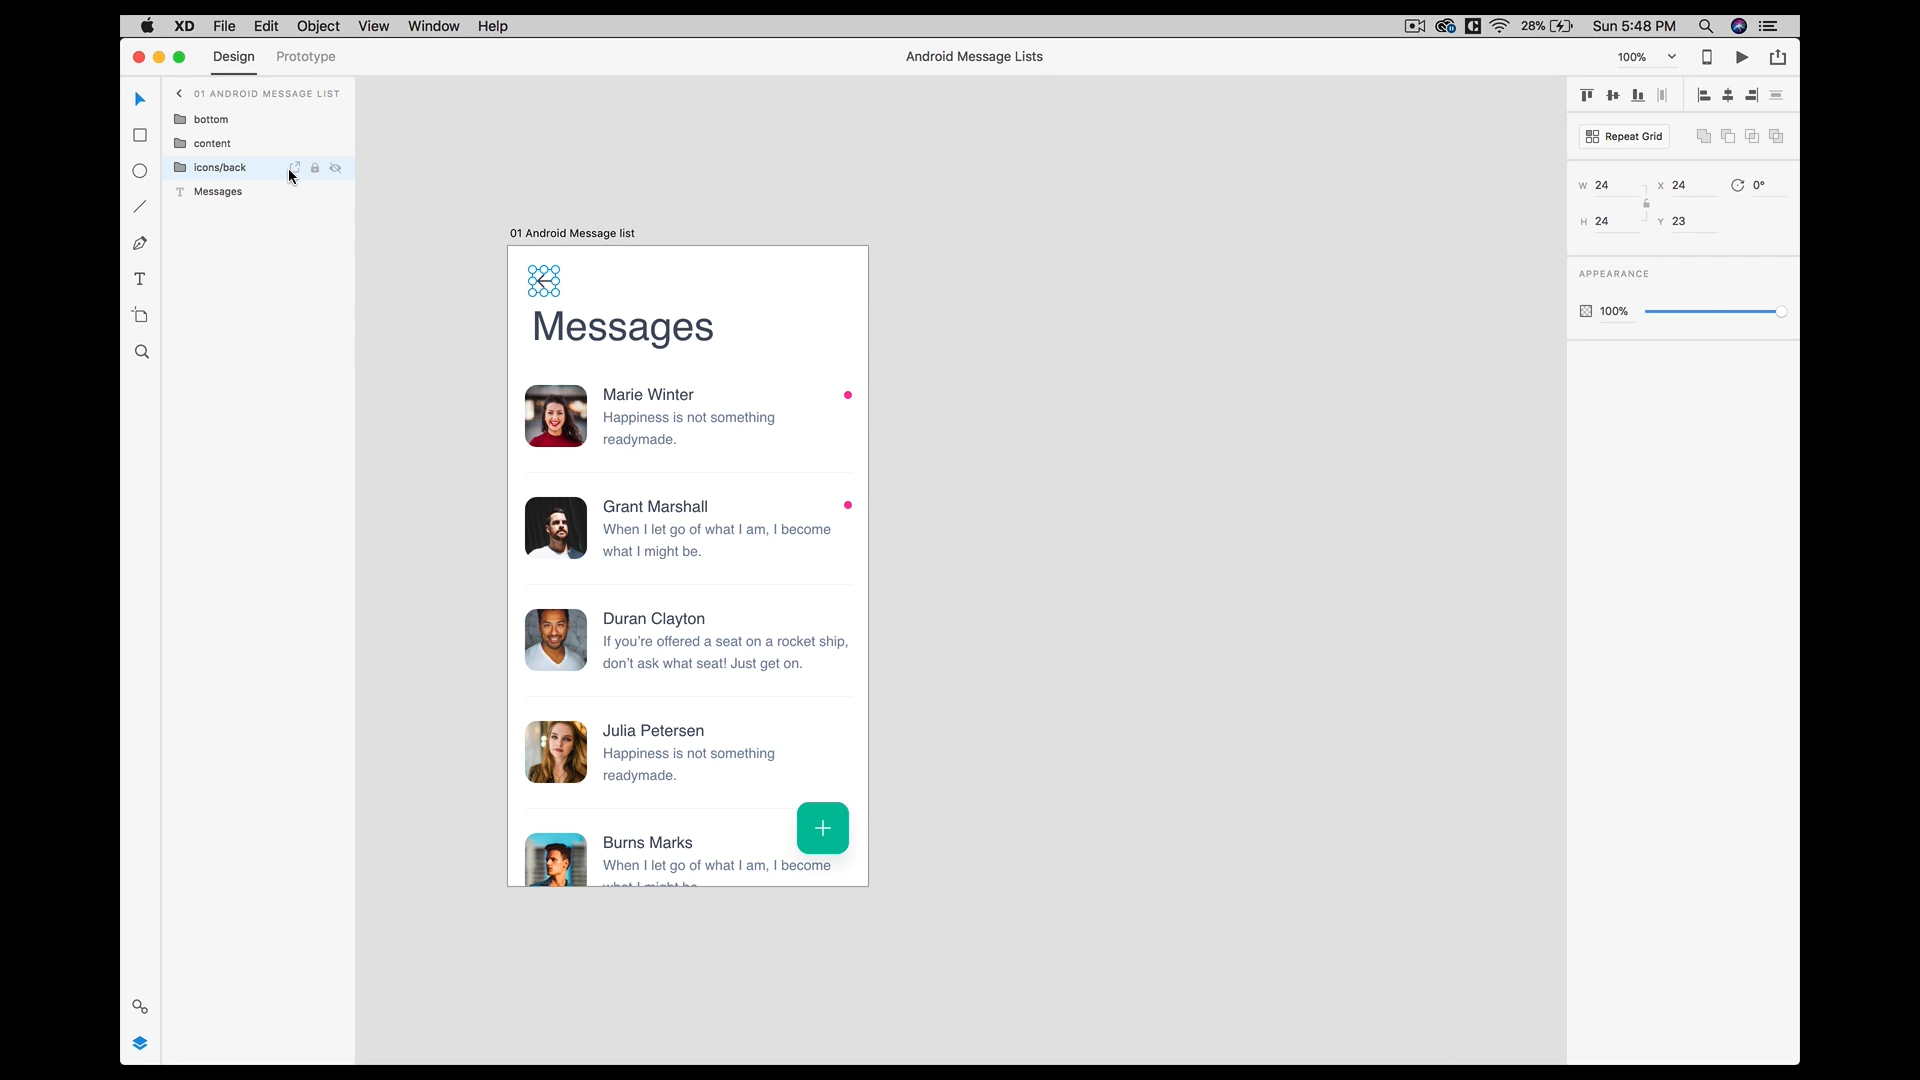 XD File Edit Object View Window Help
28% Sun 5:48 PM
Design Prototype
Android Message Lists
100%
01 ANDROID MESSAGE LIST
bottom
content
icons/back
Messages
01 Android Message list
Messages
Marie Winter
Happiness is not something
readymade.
Grant Marshall
When I let go of what I am, I become
what I might be.
Duran Clayton
If you’re offered a seat on a rocket ship,
don’t ask what seat! Just get on.
Julia Petersen
Happiness is not something
readymade.
Burns Marks
When I let go of what I am, I become
what I might be.
Repeat Grid
W 24 X 24 0°
H 24 Y 23
APPEARANCE
100%